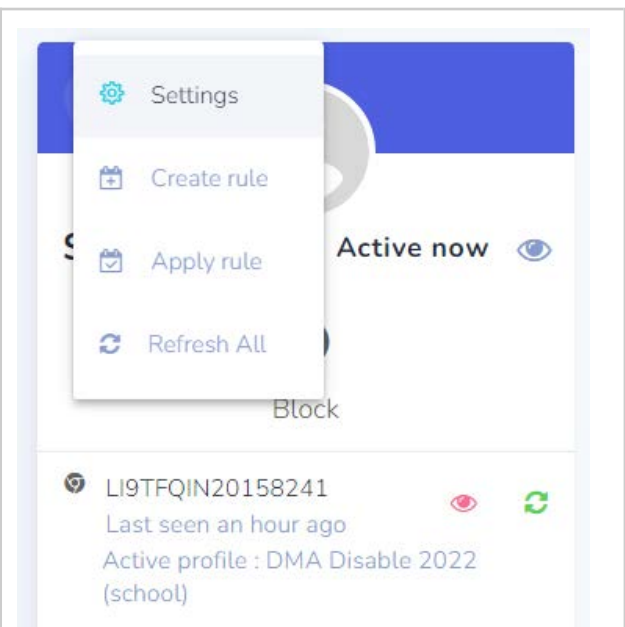 Settings
Create rule
Apply rule
Active now
Refresh All
Block
LI9TFQIN20158241
Last seen an hour ago
Active profile : DMA Disable 2022
(school)